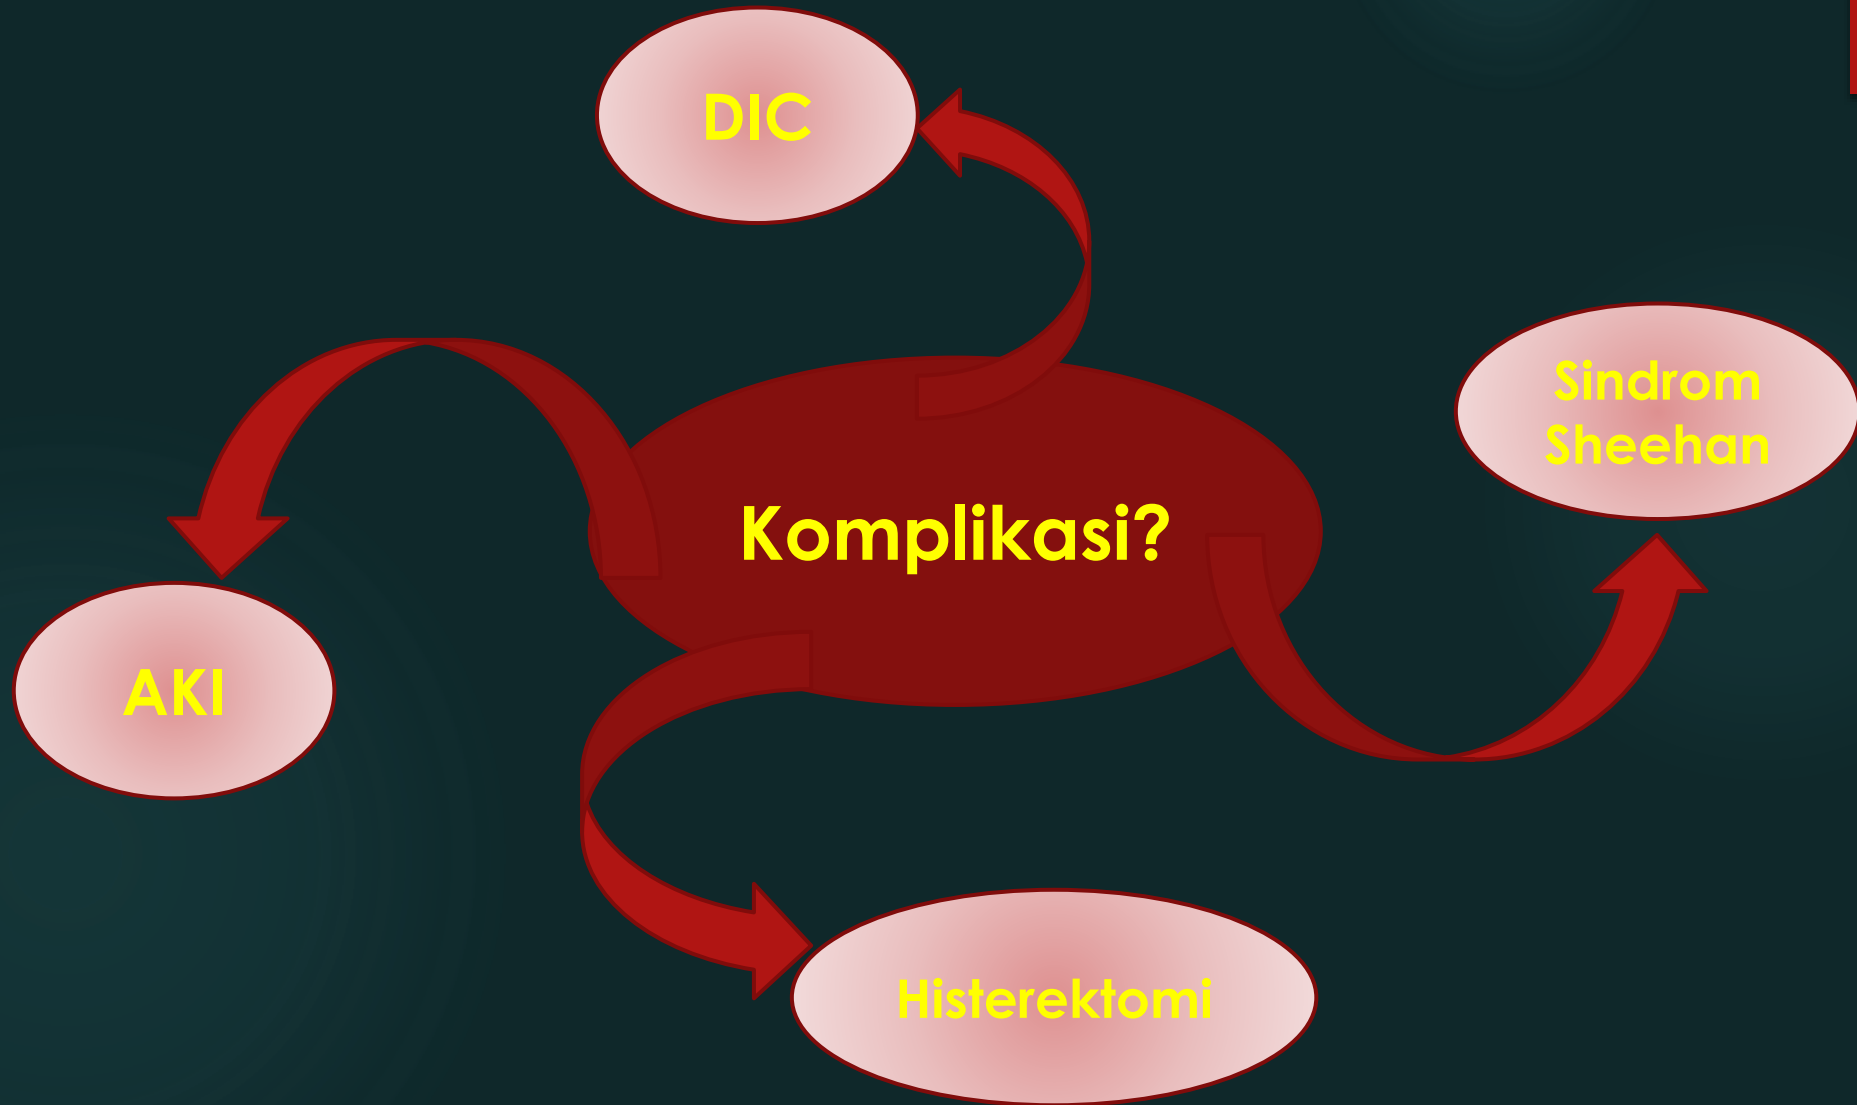 DIC
Sindrom
Sheehan
Komplikasi?
AKI
Histerektomi